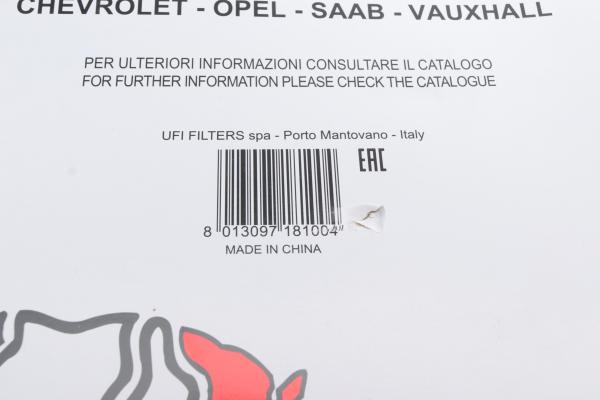 CHEVROLET - OPEL - SAAB - VAUXHALL
PER ULTERIORI INFORMAZIONI CONSULTARE IL CATALOGO
FOR FURTHER INFORMATION PLEASE CHECK THE CATALOGUE
UFI FILTERS spa - Porto Mantovano - Italy
EAC
8 013097 181004
MADE IN CHINA